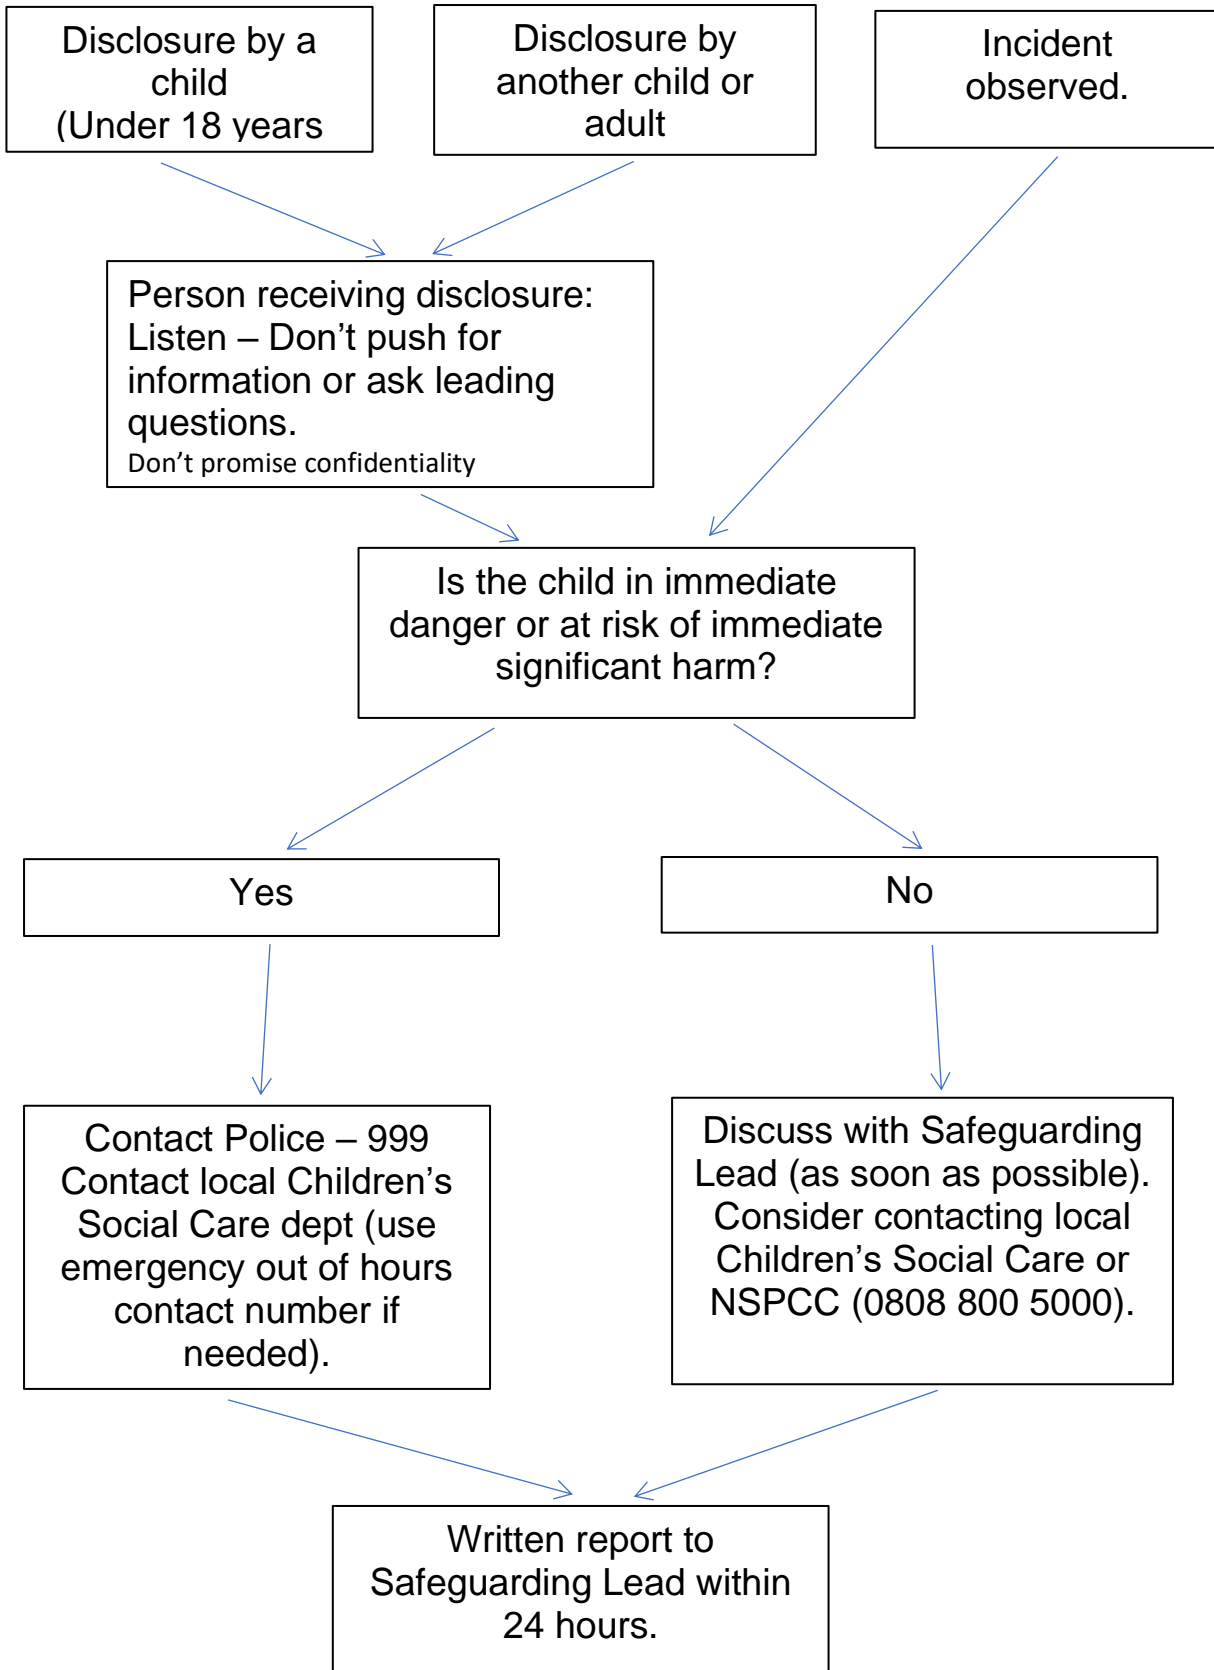 Disclosure by a
child
(Under 18 years
Disclosure by
another child or
adult
Incident
observed.
Person receiving disclosure:
Listen – Don’t push for
information or ask leading
questions.
Don’t promise confidentiality
Is the child in immediate
danger or at risk of immediate
significant harm?
Yes
No
Contact Police – 999
Contact local Children’s
Social Care dept (use
emergency out of hours
contact number if
needed).
Discuss with Safeguarding
Lead (as soon as possible).
Consider contacting local
Children’s Social Care or
NSPCC (0808 800 5000).
Written report to
Safeguarding Lead within
24 hours.